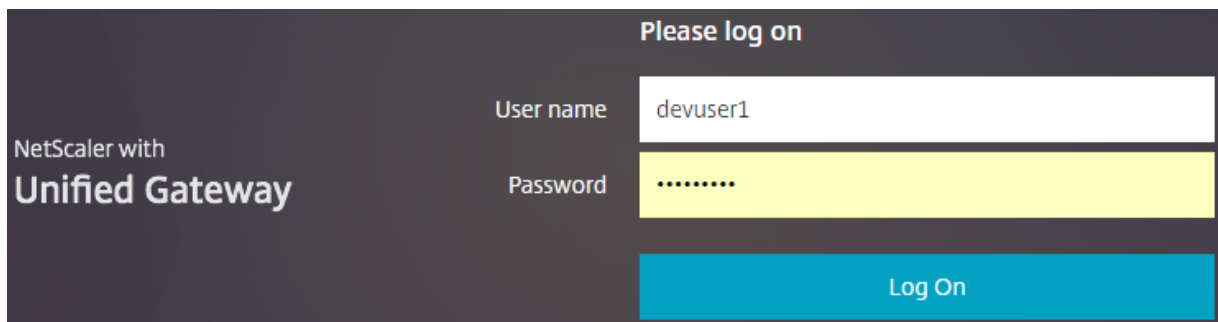 Please log on
User name
devuser1
NetScaler with
Unified Gateway
Password
•••••••••
Log On